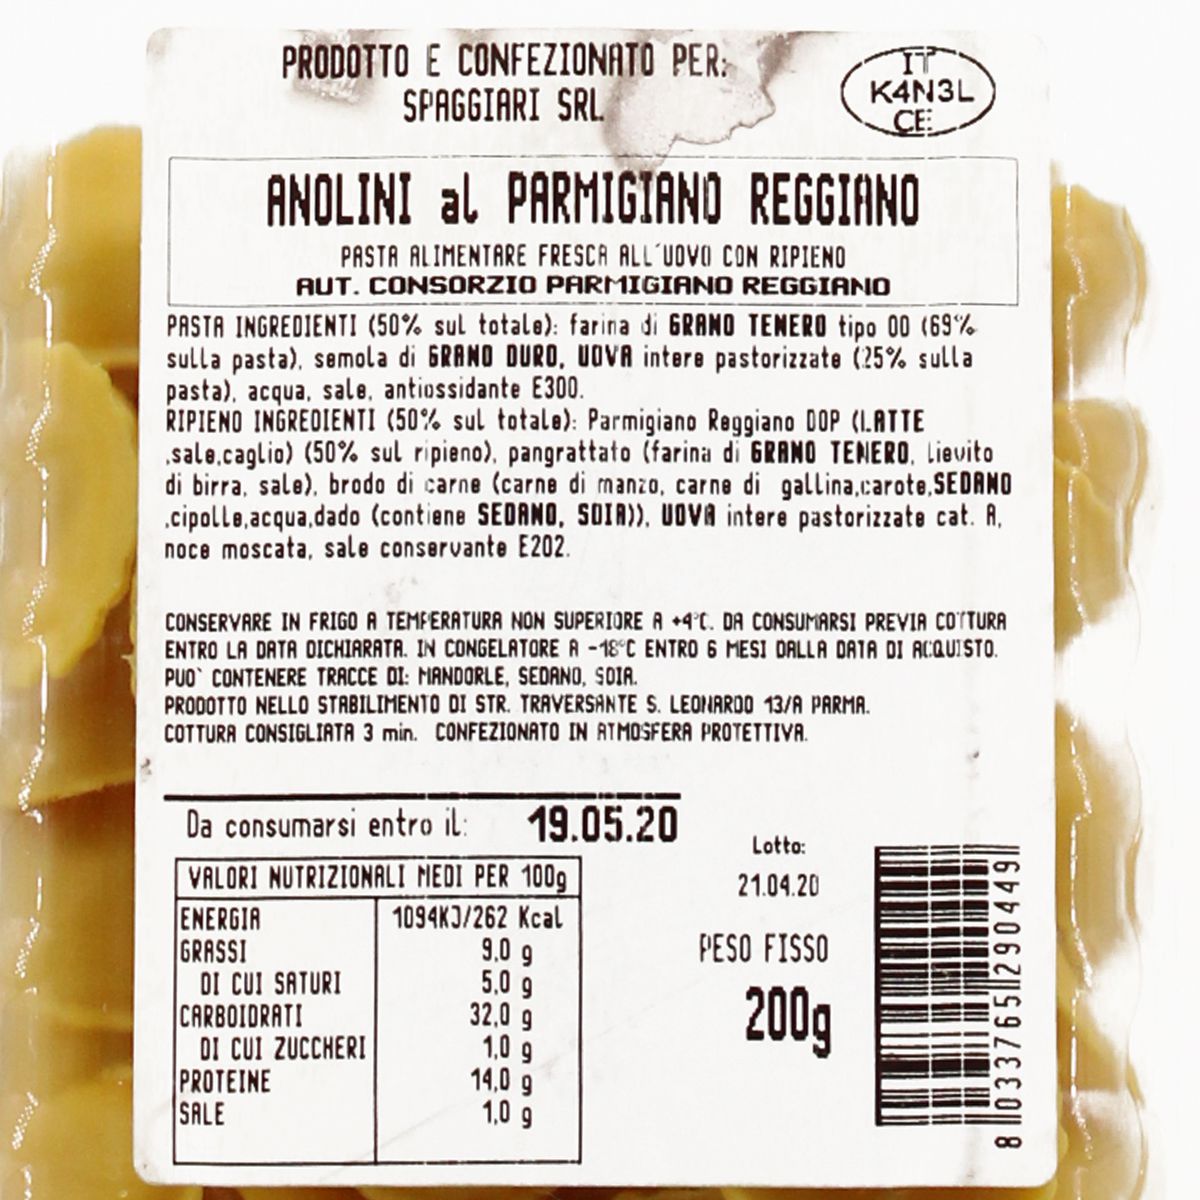 PRODOTTO E CONFEZIONATO PER:
SPAGGIARI SRL
IT
K4N3L
CE
ANOLINI al PARMIGIANO REGGIANO
PASTA ALIMENTARE FRESCA ALL'UOVO CON RIPIENO
AUT. CONSORZIO PARMIGIANO REGGIANO
PASTA INGREDIENTI (50% sul totale): farina di GRANO TENERO tipo 00 (69%
sulla pasta), semola di GRANO DURO, UOVA intere pastorizzate (25% sulla
pasta), acqua, sale, antiossidante E300.
RIPIENO INGREDIENTI (50% sul totale): Parmigiano Reggiano DOP (LATTE
,sale,caglio) (50% sul ripieno), pangrattato (farina di GRANO TENERO, Lievito
di birra, sale), brodo di carne (carne di manzo, carne di gallina,carote,SEDANO
,cipolle,acqua,dado (contiene SEDANO, SOIA)), UOVA intere pastorizzate cat. A,
noce moscata, sale conservante E202.
CONSERVARE IN FRIGO A TEMPERATURA NON SUPERIORE A +4°C. DA CONSUMARSI PREVIA COTTURA
ENTRO LA DATA DICHIARATA. IN CONGELATORE A -18°C ENTRO 6 MESI DALLA DATA DI ACQUISTO.
PUO' CONTENERE TRACCE DI: MANDORLE, SEDANO, SOIA.
PRODOTTO NELLO STABILIMENTO DI STR. TRAVERSANTE S. LEONARDO 13/A PARMA.
COTTURA CONSIGLIATA 3 min. CONFEZIONATO IN ATMOSFERA PROTETTIVA.
Da consumarsi entro il: 19.05.20
VALORI NUTRIZIONALI MEDI PER 100g
ENERGIA 1094KJ/262 Kcal
GRASSI 9,0 g
DI CUI SATURI 5,0 g
CARBOIDRATI 32,0 g
DI CUI ZUCCHERI 1,0 g
PROTEINE 14,0 g
SALE 1,0 g
Lotto:
21.04.20
PESO FISSO
200g
8 033765 290449